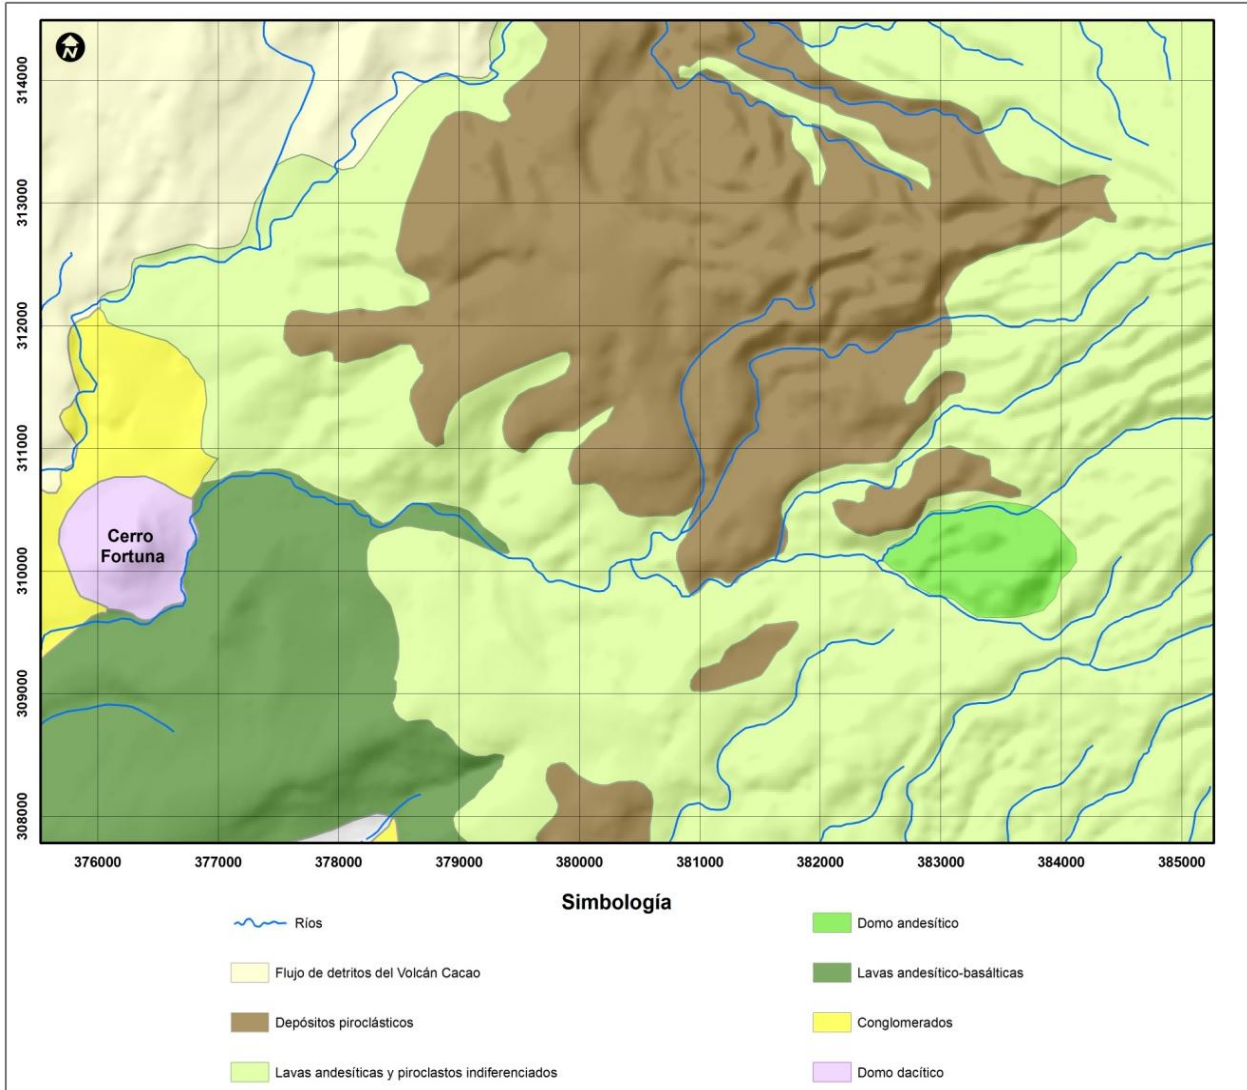 N
314000
313000
312000
311000
310000
309000
308000
Cerro
Fortuna
376000 377000 378000 379000 380000 381000 382000 383000 384000 385000
Simbología
Ríos
Flujo de detritos del Volcán Cacao
Depósitos piroclásticos
Lavas andesíticas y piroclastos indiferenciados
Domo andesítico
Lavas andesítico-basálticas
Conglomerados
Domo dacítico